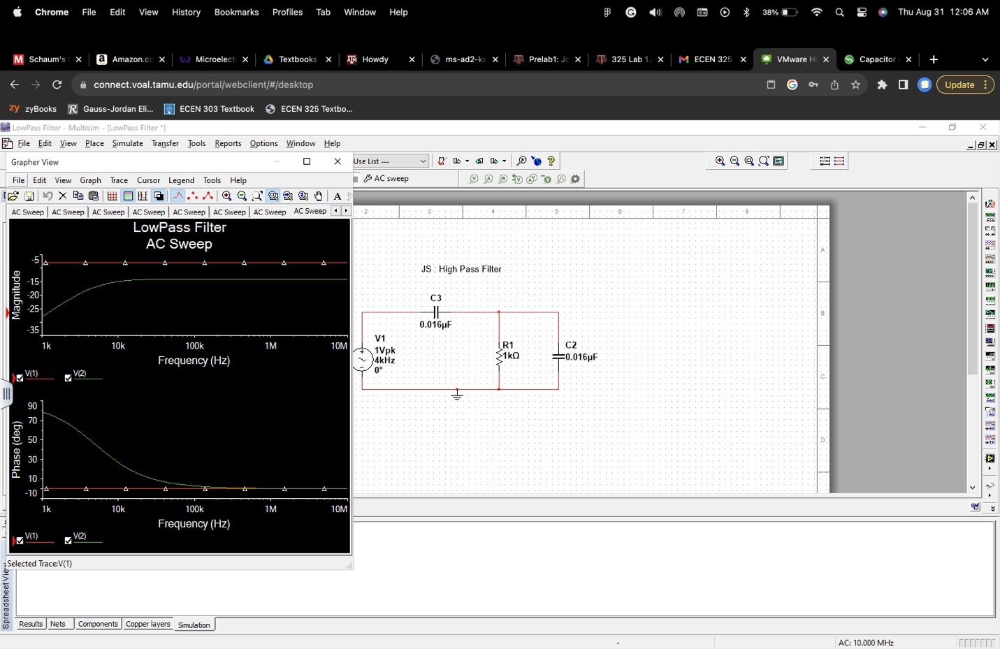 Chrome File Edit View History Bookmarks Profiles Tab Window Help 38% Thu Aug 31 12:06 AM
Schaum's Amazon.co Microelect Textbooks Howdy ms-ad2-ks Prelab1: Jo 325 Lab 1. ECEN 325 VMware Ho Capacitor
connect.voal.tamu.edu/portal/webclient/#/desktop Update
zyBooks Gauss-Jordan Eli... ECEN 303 Textbook ECEN 325 Textbo...
LowPass Filter - Multisim - [LowPass Filter *]
File Edit View Place Simulate Transfer Tools Reports Options Window Help
Grapher View
Use List ---
File Edit View Graph Trace Cursor Legend Tools Help
AC sweep
AC Sweep AC Sweep AC Sweep AC Sweep AC Sweep AC Sweep AC Sweep AC Sweep
2 3 4 5 6 7 8
LowPass Filter
AC Sweep
Magnitude
-5
-15
-20
-25
-35
1k 10k 100k 1M 10M
Frequency (Hz)
V(1) V(2)
Phase (deg)
90
70
50
30
10
-10
1k 10k 100k 1M 10M
Frequency (Hz)
V(1) V(2)
Selected Trace:V(1)
JS : High Pass Filter
C3
0.016µF
V1
1Vpk
4kHz
0°
R1
1kΩ
C2
0.016µF
A
B
C
D
Spreadsheet Vie
Results Nets Components Copper layers Simulation
- AC: 10.000 MHz